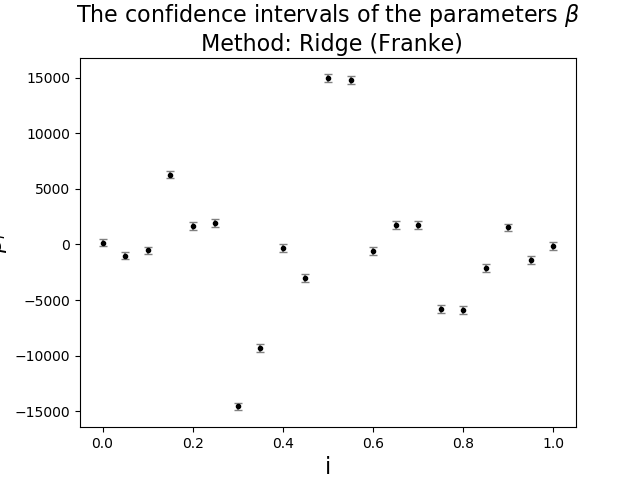 The confidence intervals of the parameters β
Method: Ridge (Franke)
15000
10000
5000
0
−5000
−10000
−15000
0.0 0.2 0.4 0.6 0.8 1.0
i